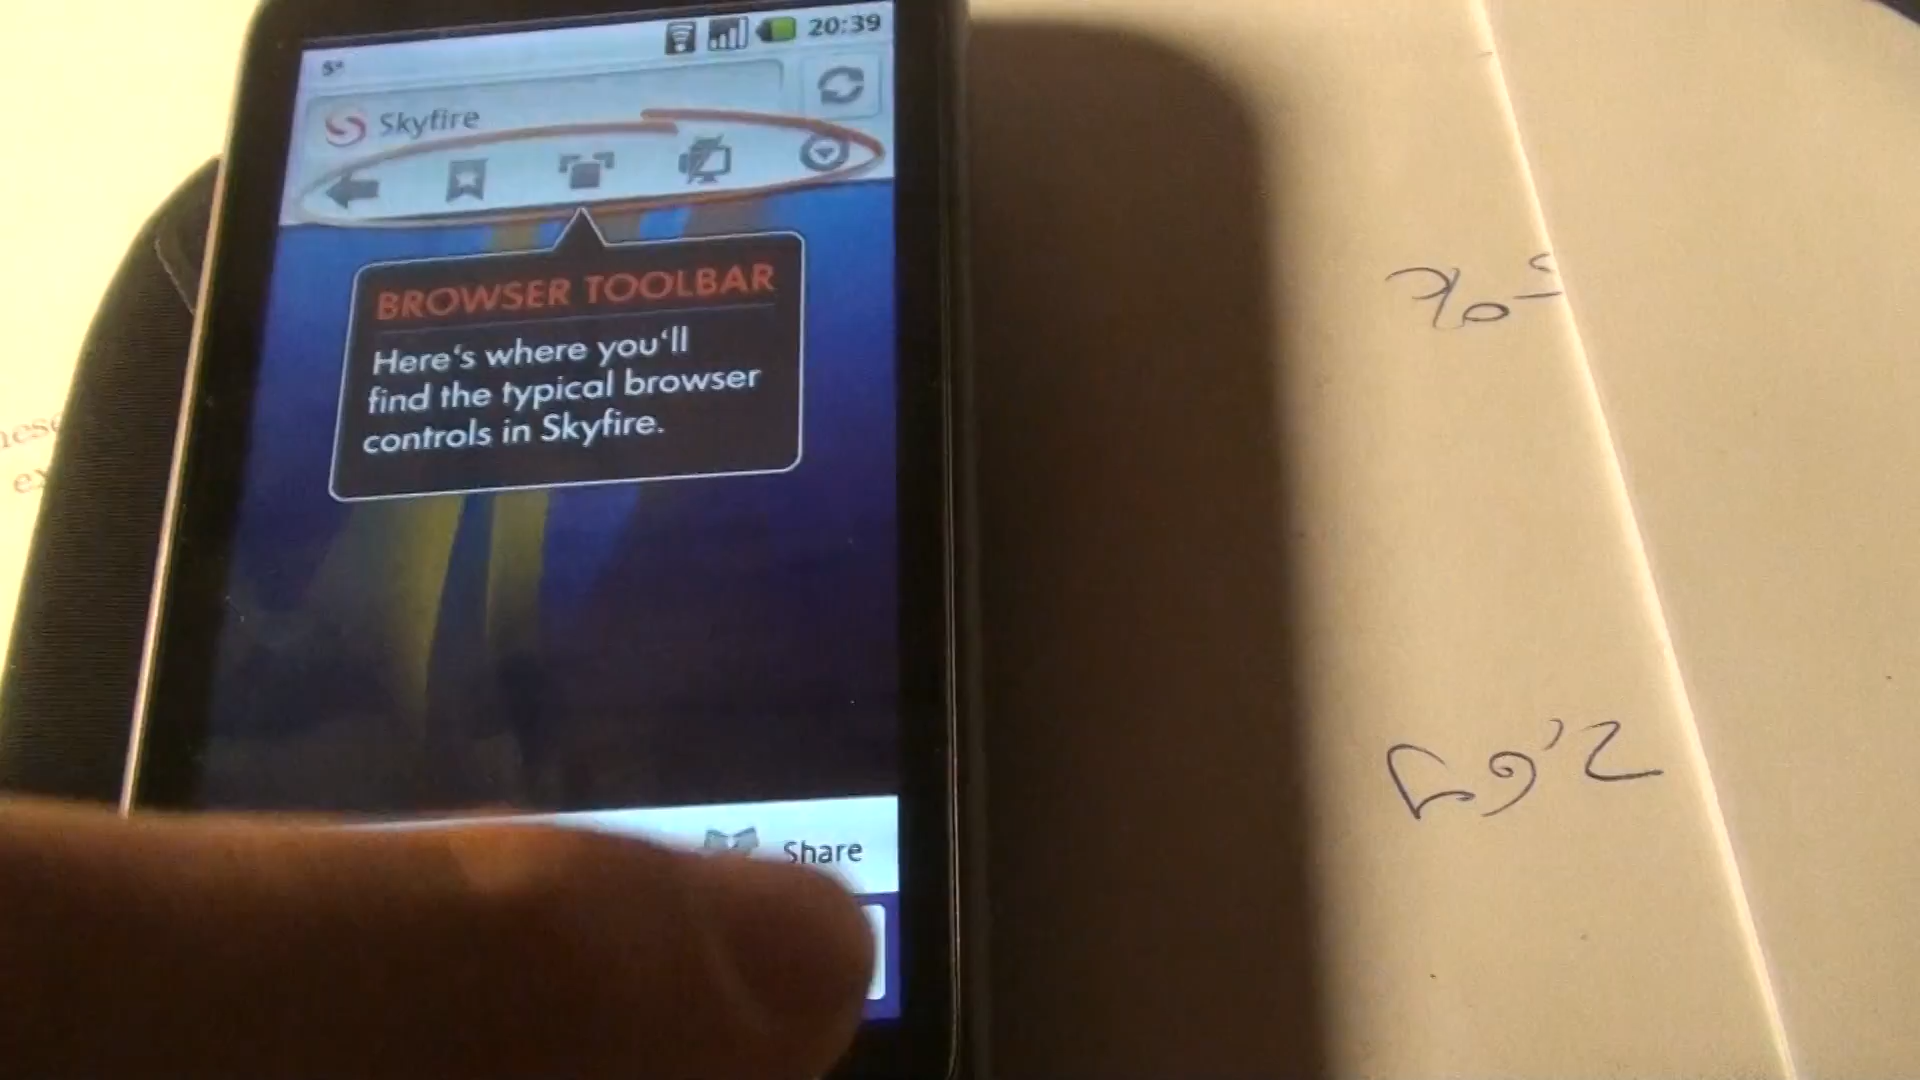 20:39
Skyfire
BROWSER TOOLBAR
Here's where you'll
find the typical browser
controls in Skyfire.
Share